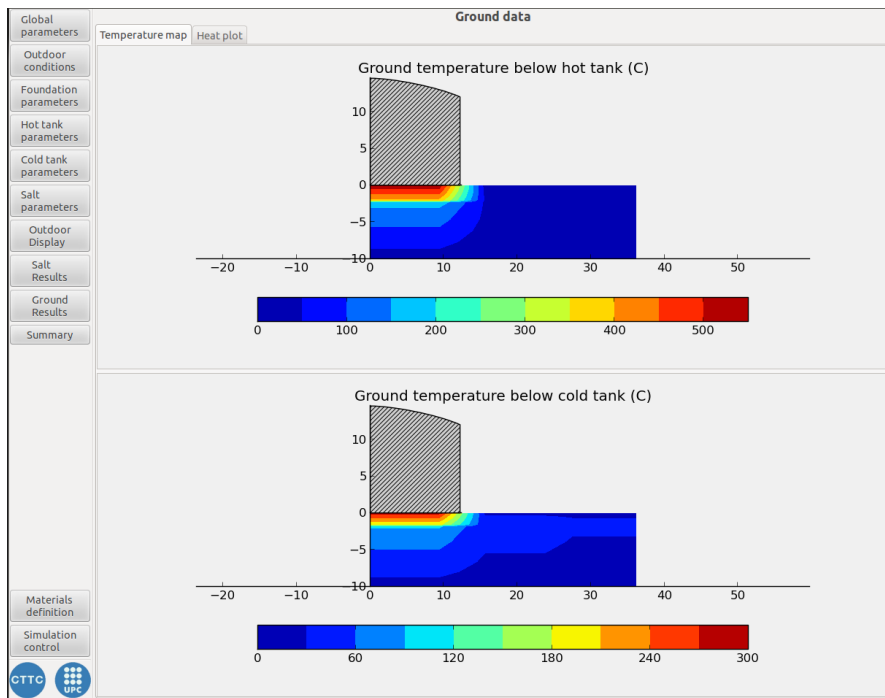 Ground data
Global
parameters
Outdoor
conditions
Foundation
parameters
Hot tank
parameters
Cold tank
parameters
Salt
parameters
Outdoor
Display
Salt
Results
Ground
Results
Summary
Materials
definition
Simulation
control
CTTC
UPC
Temperature map Heat plot
Ground temperature below hot tank (C)
10
5
0
−5
−10
−20 −10 0 10 20 30 40 50
0 100 200 300 400 500
Ground temperature below cold tank (C)
10
5
0
−5
−10
−20 −10 0 10 20 30 40 50
0 60 120 180 240 300